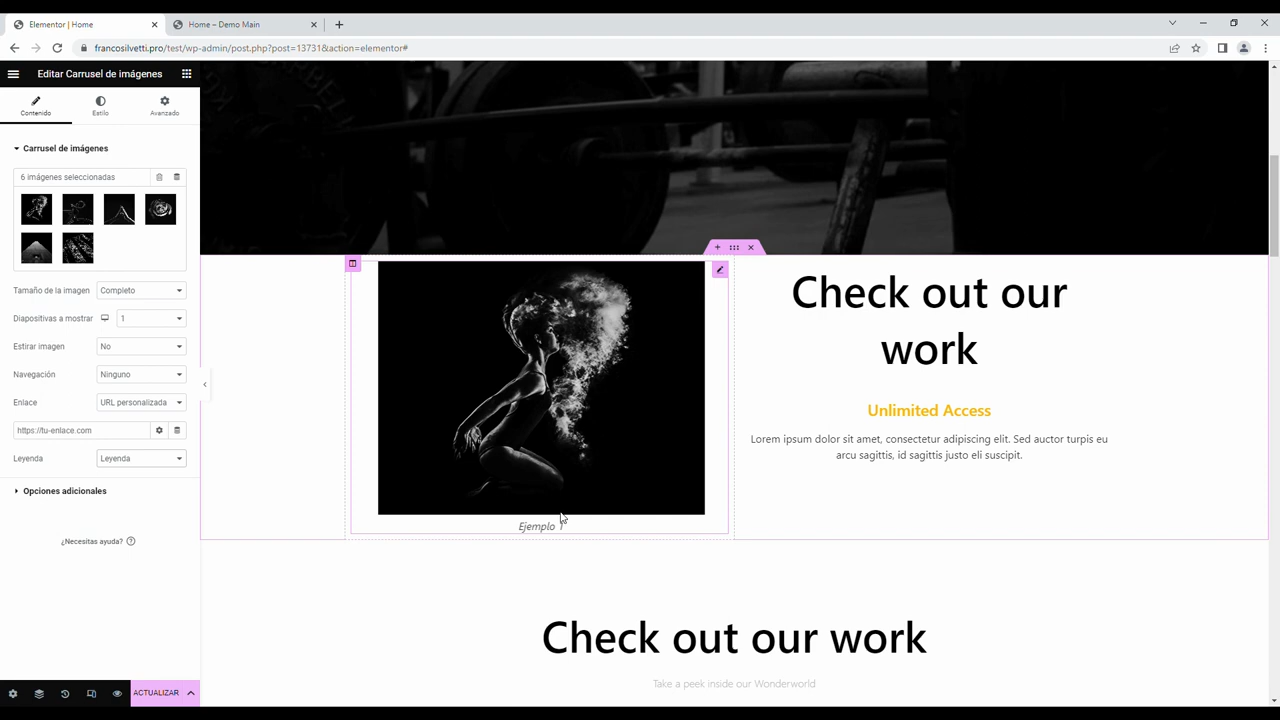 Elementor | Home
Home – Demo Main
francosilvetti.pro/test/wp-admin/post.php?post=13731&action=elementor#
Editar Carrusel de imágenes
Contenido
Estilo
Avanzado
Carrusel de imágenes
6 imágenes seleccionadas
Tamaño de la imagen
Completo
Diapositivas a mostrar
1
Estirar imagen
No
Navegación
Ninguno
Enlace
URL personalizada
https://tu-enlace.com
Leyenda
Leyenda
Opciones adicionales
¿Necesitas ayuda?
ACTUALIZAR
Ejemplo 1
Check out our
work
Unlimited Access
Lorem ipsum dolor sit amet, consectetur adipiscing elit. Sed auctor turpis eu
arcu sagittis, id sagittis justo eli suscipit.
Check out our work
Take a peek inside our Wonderworld